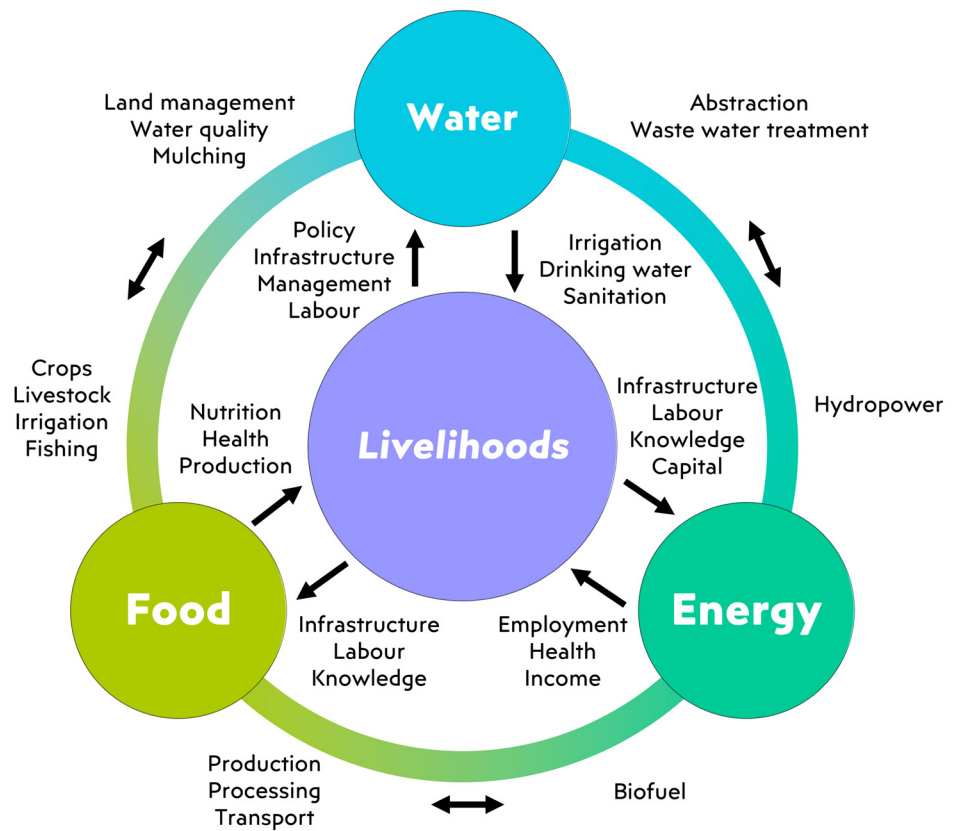 Water
Land management
Water quality
Mulching
Abstraction
Waste water treatment
Policy
Infrastructure
Management
Labour
Irrigation
Drinking water
Sanitation
Crops
Livestock
Irrigation
Fishing
Nutrition
Health
Production
Livelihoods
Infrastructure
Labour
Knowledge
Capital
Hydropower
Food
Infrastructure
Labour
Knowledge
Employment
Health
Income
Energy
Production
Processing
Transport
Biofuel